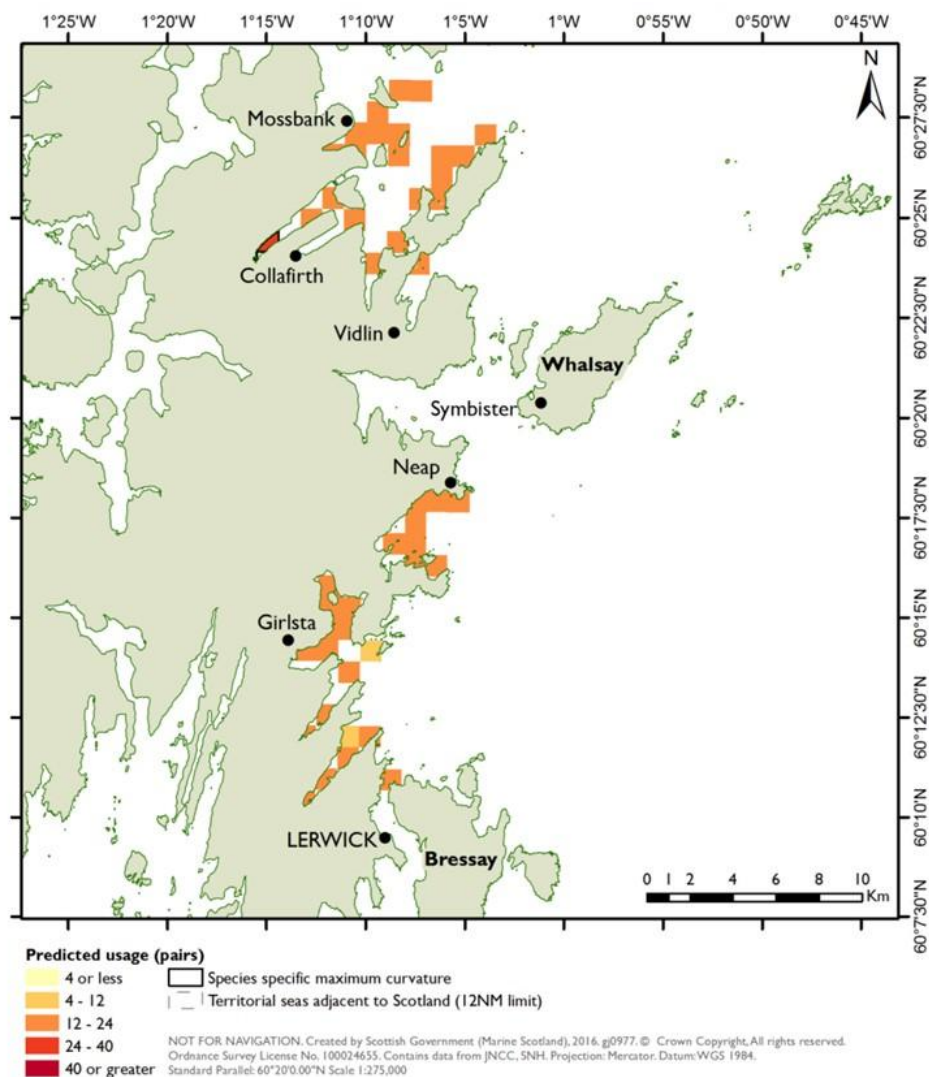 1°25'W 1°20'W 1°15'W 1°10'W 1°5'W 1°0'W 0°55'W 0°50'W 0°45'W
N
Mossbank
60°27'30"N
60°25'N
Collafirth
60°22'30"N
Vidlin
Whalsay
Symbister
60°20'N
Neap
60°17'30"N
60°15'N
Girlsta
60°12'30"N
60°10'N
LERWICK
Bressay
0 1 2 4 6 8 10
Km
60°7'30"N
Predicted usage (pairs)
4 or less
4 - 12
12 - 24
24 - 40
40 or greater
Species specific maximum curvature
Territorial seas adjacent to Scotland (12NM limit)
NOT FOR NAVIGATION. Created by Scottish Government (Marine Scotland), 2016. gj0977. © Crown Copyright, All rights reserved.
Ordnance Survey License No. 100024655. Contains data from JNCC, SNH. Projection: Mercator. Datum: WGS 1984.
Standard Parallel: 60°20'0.00"N Scale 1:275,000